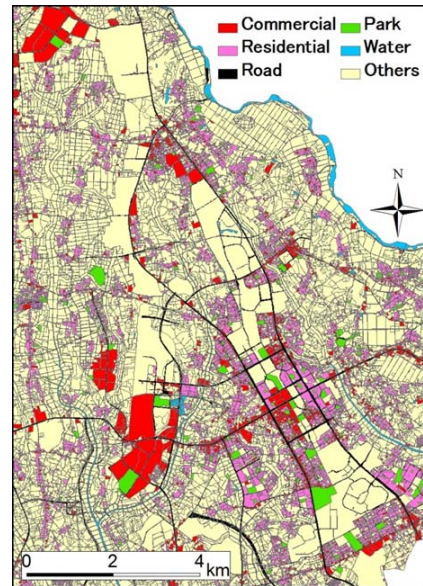 Commercial Park
Residential Water
Road Others
N
0 2 4
km